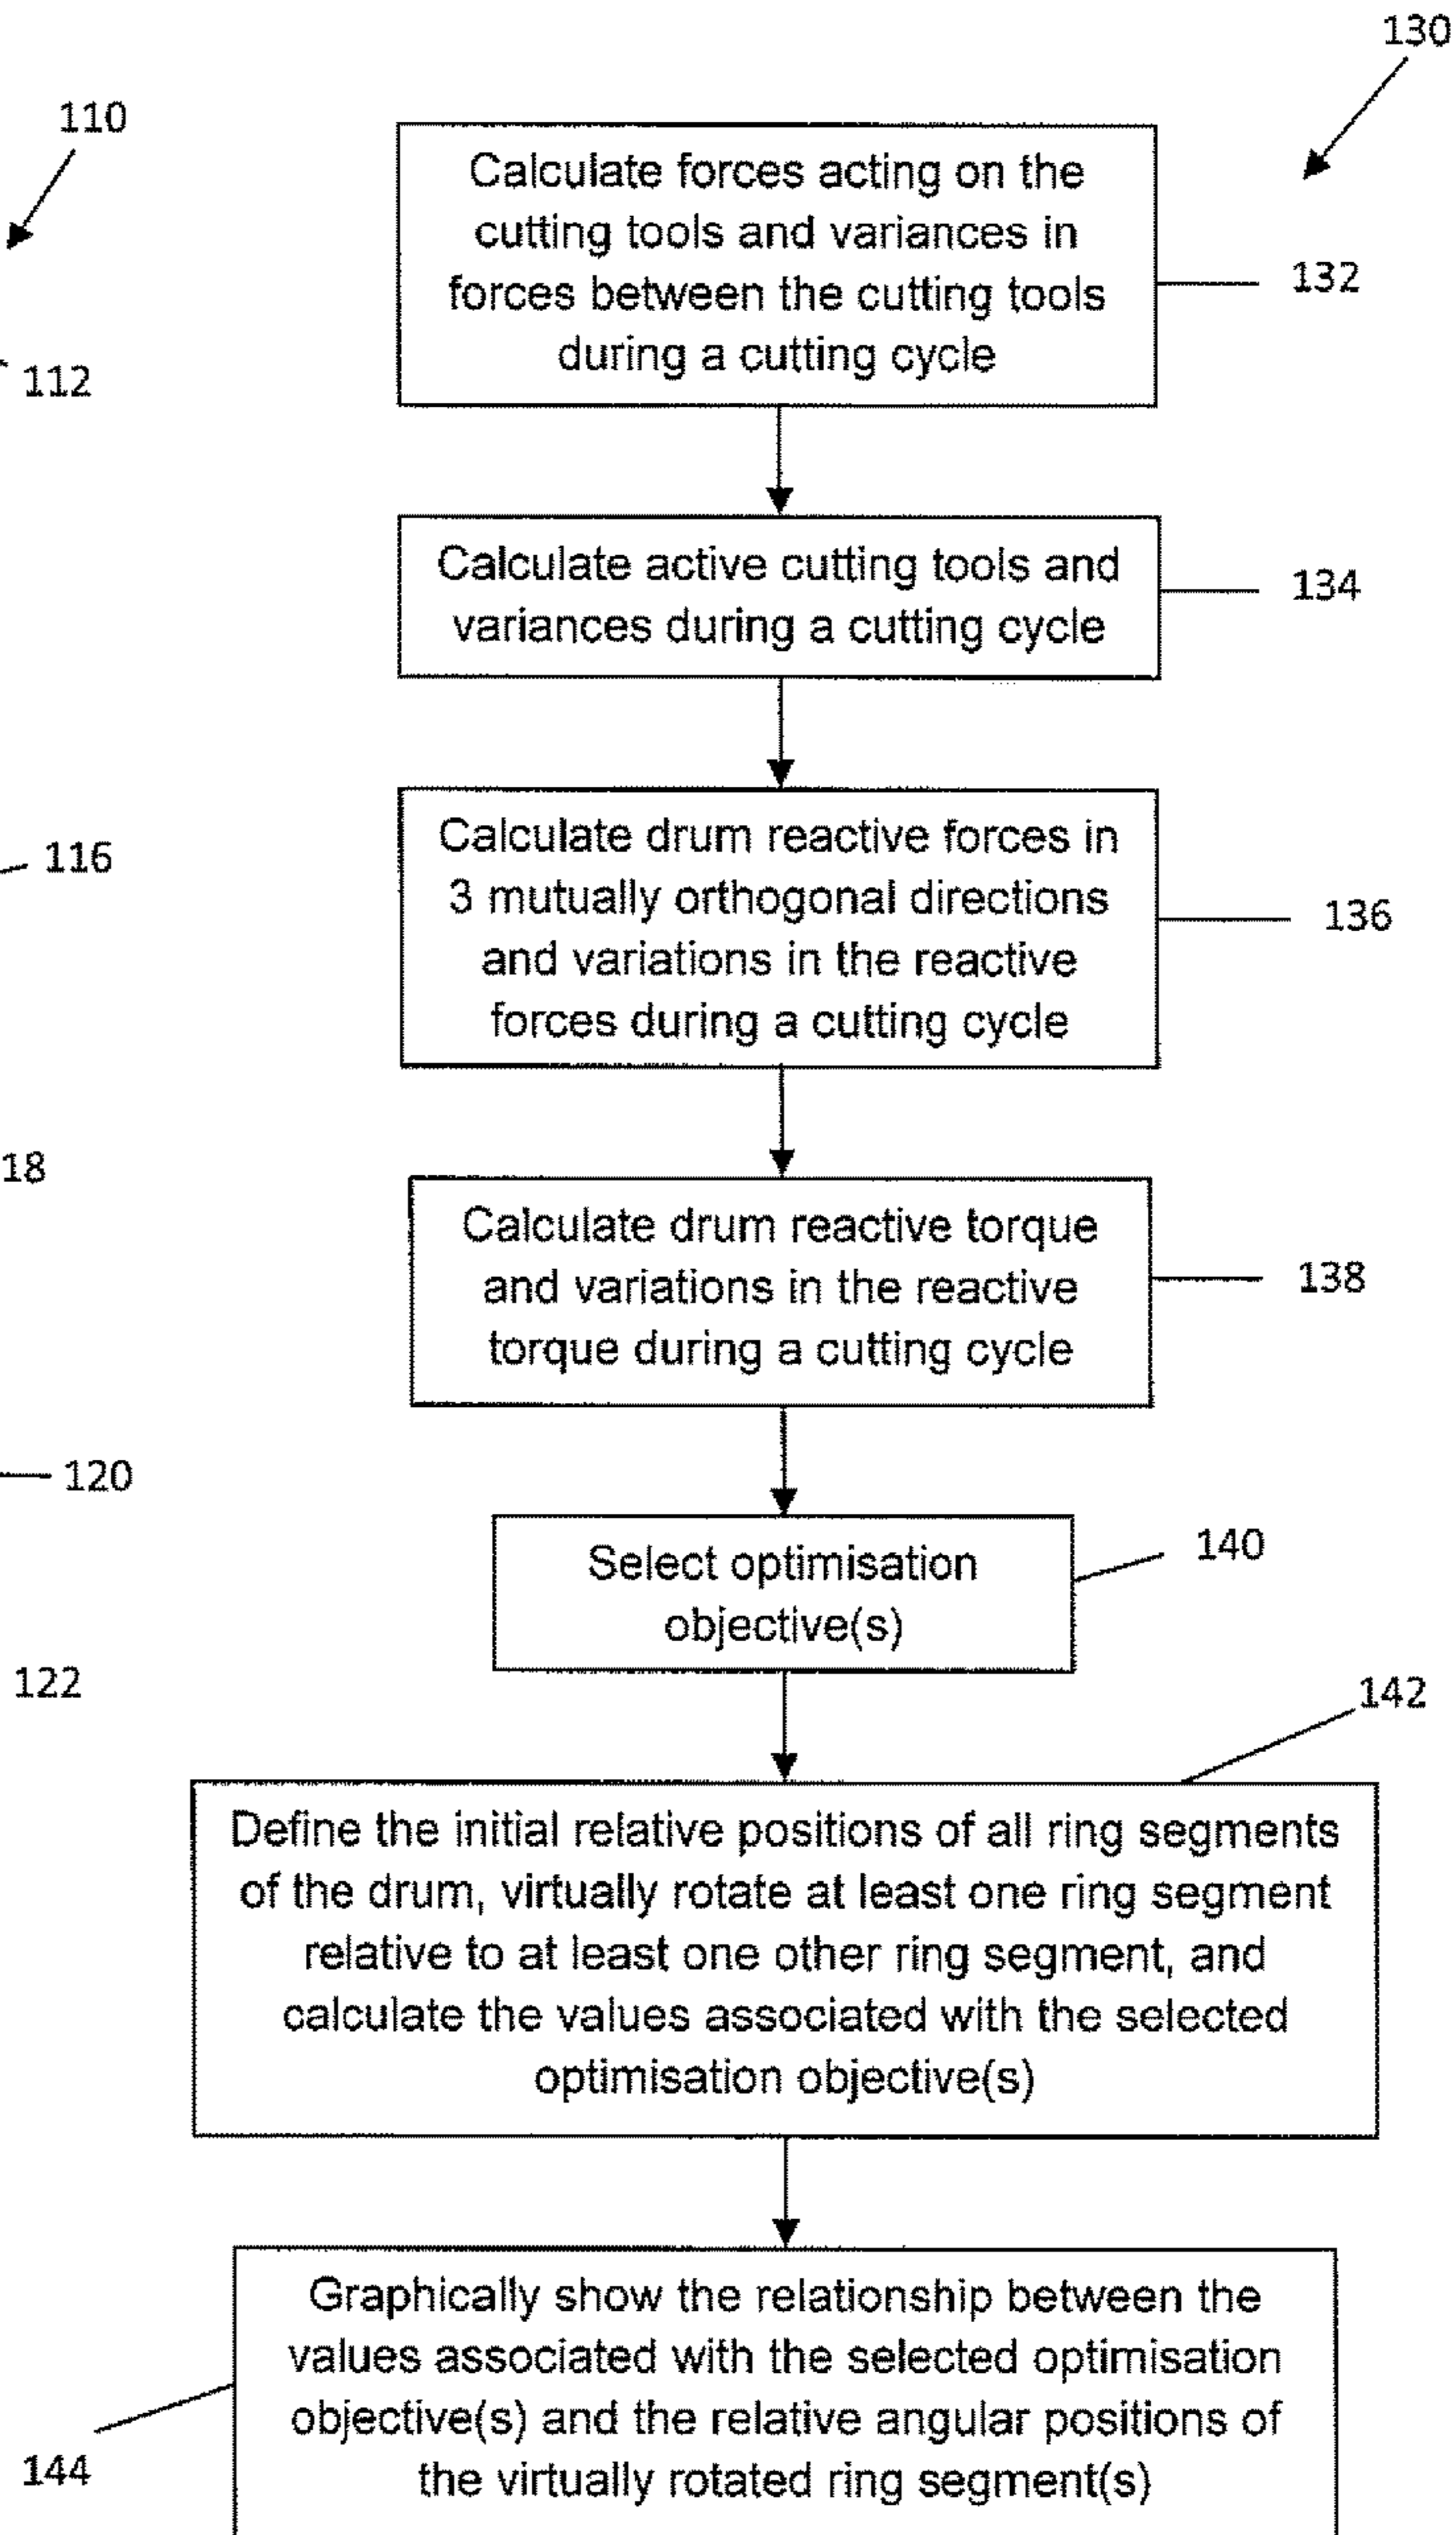 130
110
Calculate forces acting on the
cutting tools and variances in
forces between the cutting tools
during a cutting cycle
132
112
Calculate active cutting tools and
variances during a cutting cycle
134
Calculate drum reactive forces in
3 mutually orthogonal directions
and variations in the reactive
forces during a cutting cycle
116
136
18
Calculate drum reactive torque
and variations in the reactive
torque during a cutting cycle
138
120
Select optimisation
objective(s)
140
122
142
Define the initial relative positions of all ring segments
of the drum, virtually rotate at least one ring segment
relative to at least one other ring segment, and
calculate the values associated with the selected
optimisation objective(s)
Graphically show the relationship between the
values associated with the selected optimisation
objective(s) and the relative angular positions of
the virtually rotated ring segment(s)
144